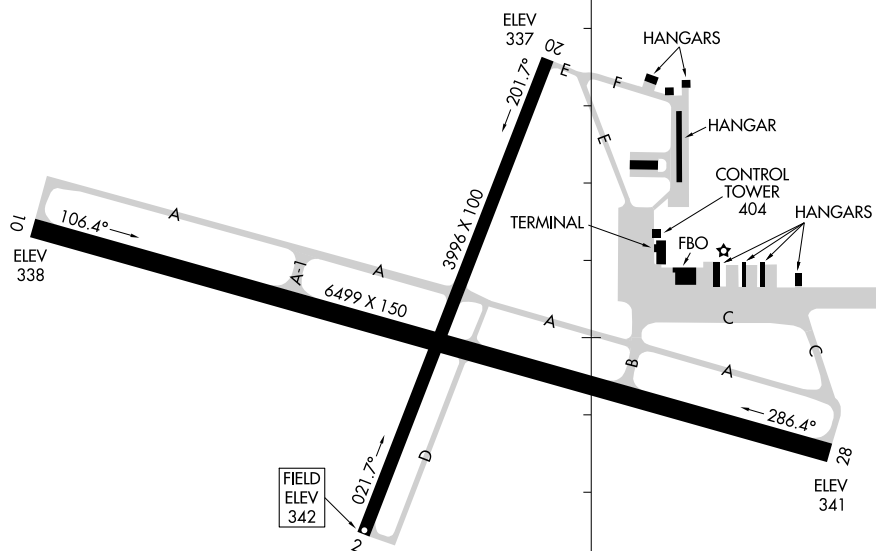 ELEV
337
20
HANGARS
E
F
201.7°
HANGAR
E
CONTROL
TOWER
404
A
TERMINAL
HANGARS
10
106.4°
3996 X 100
FBO
ELEV
338
A-1
A
6499 X 150
A
C
B
A
C
286.4°
28
ELEV
341
D
021.7°
FIELD
ELEV
342
2